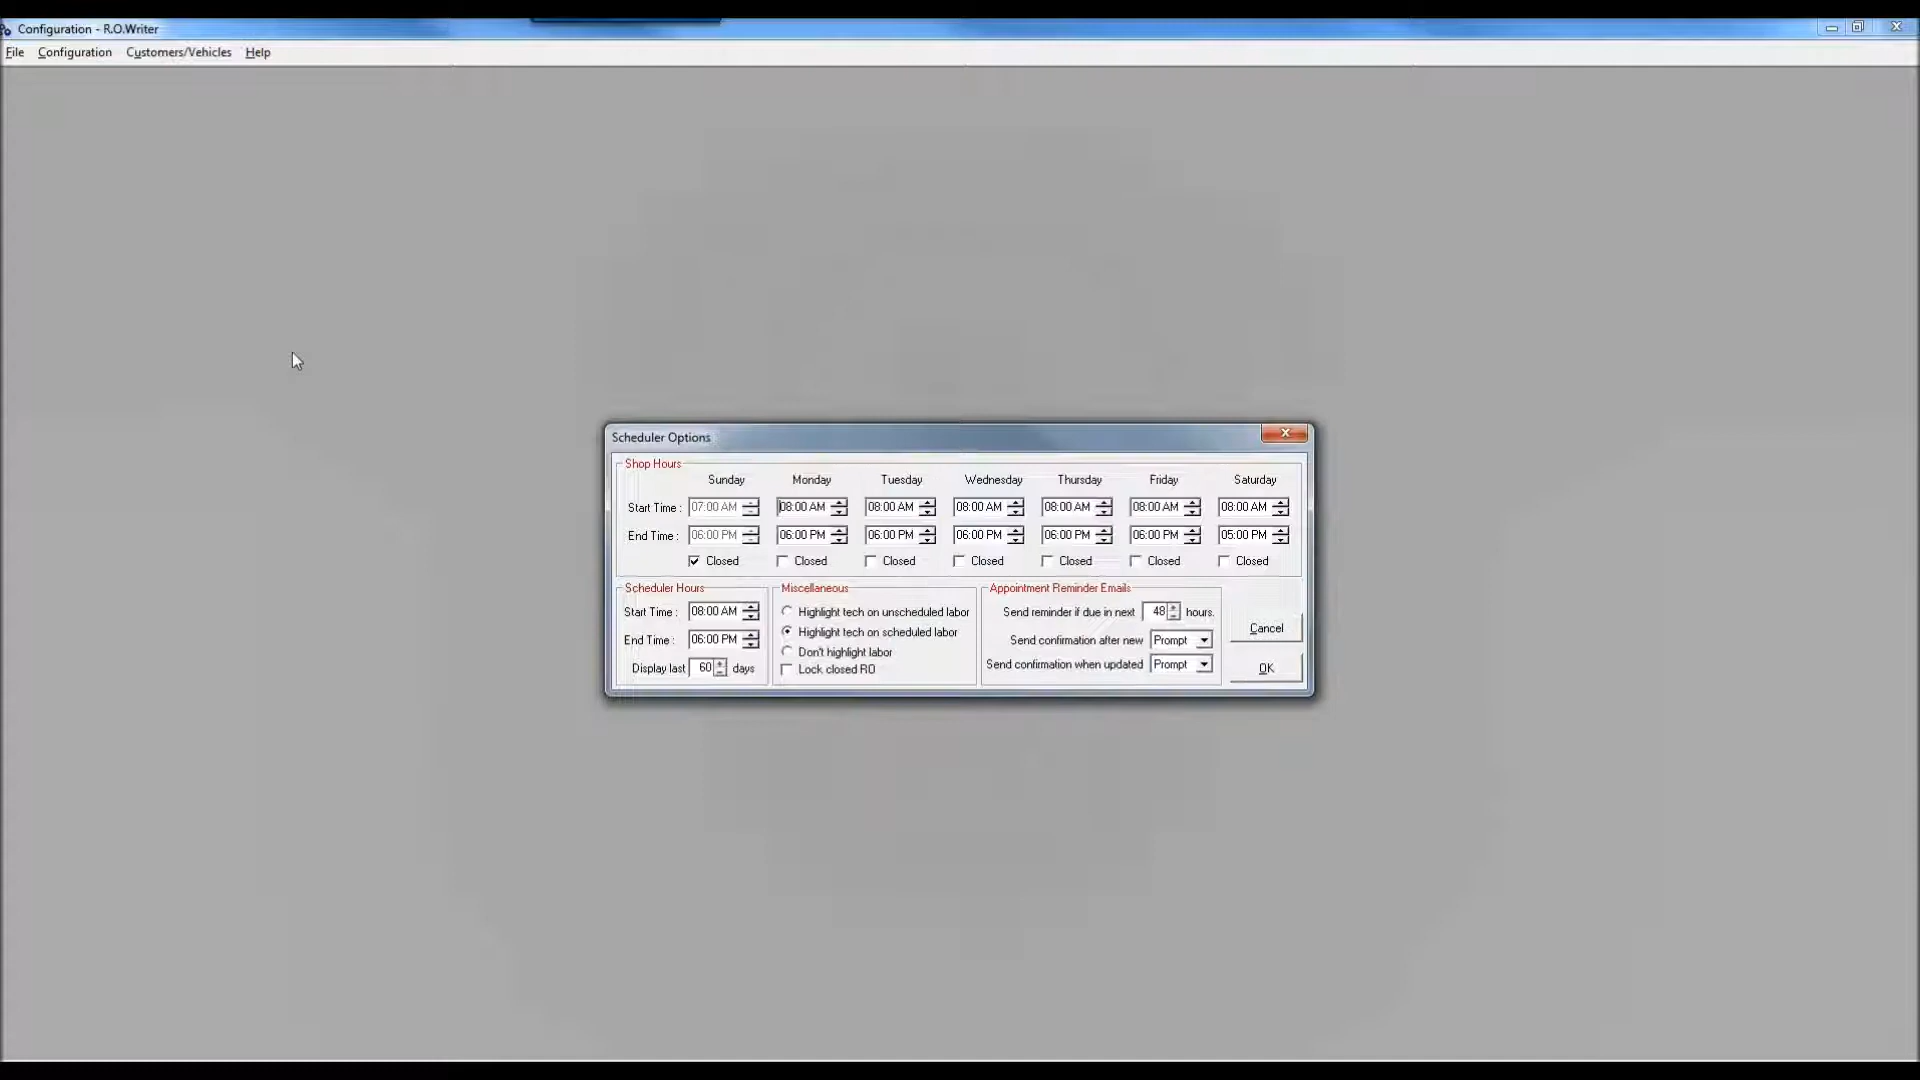 Configuration - R.O.Writer
File Configuration Customers/Vehicles Help
Scheduler Options
Shop Hours
Sunday Monday Tuesday Wednesday Thursday Friday Saturday
Start Time : 07:00 AM 08:00 AM 08:00 AM 08:00 AM 08:00 AM 08:00 AM 08:00 AM
End Time : 06:00 PM 06:00 PM 06:00 PM 06:00 PM 06:00 PM 06:00 PM 05:00 PM
Closed Closed Closed Closed Closed Closed Closed
Scheduler Hours
Start Time : 08:00 AM
End Time : 06:00 PM
Display last 60 days
Miscellaneous
Highlight tech on unscheduled labor
Highlight tech on scheduled labor
Don't highlight labor
Lock closed RO
Appointment Reminder Emails
Send reminder if due in next 48 hours.
Send confirmation after new Prompt
Send confirmation when updated Prompt
Cancel
OK